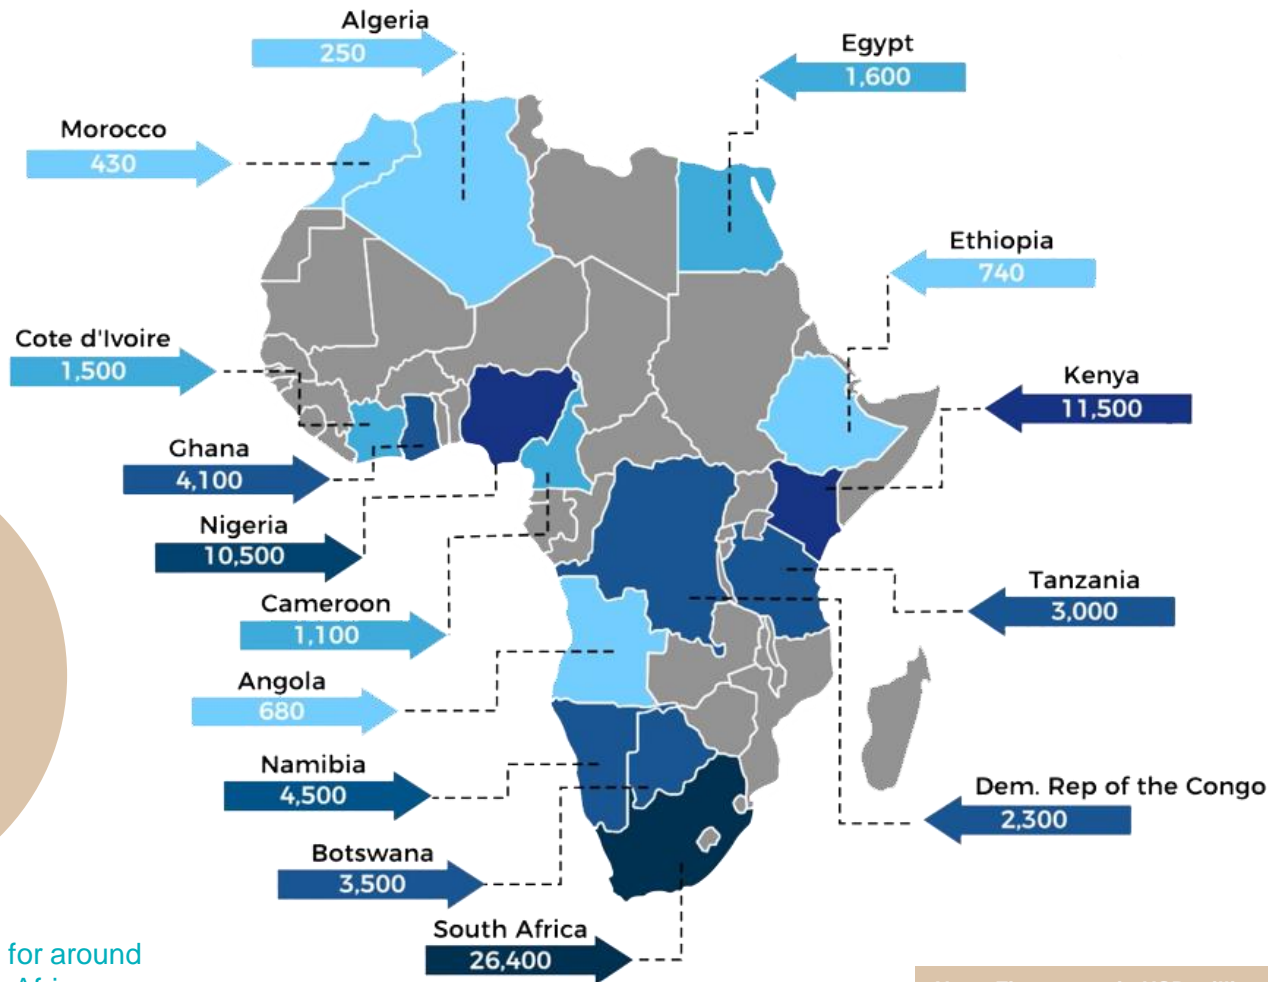 Algeria
250
Egypt
1,600
Morocco
430
Ethiopia
740
Cote d'Ivoire
1,500
Kenya
11,500
Ghana
4,100
Nigeria
10,500
Tanzania
3,000
Cameroon
1,100
Angola
680
Namibia
4,500
Dem. Rep of the Congo
2,300
Botswana
3,500
South Africa
26,400
for around